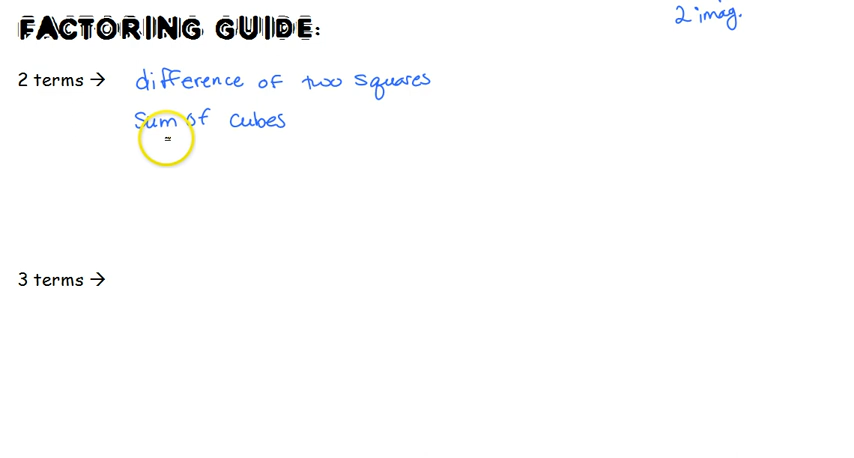 2 imag.
FACTORING GUIDE:
2 terms → difference of two squares
Sum of cubes
3 terms →